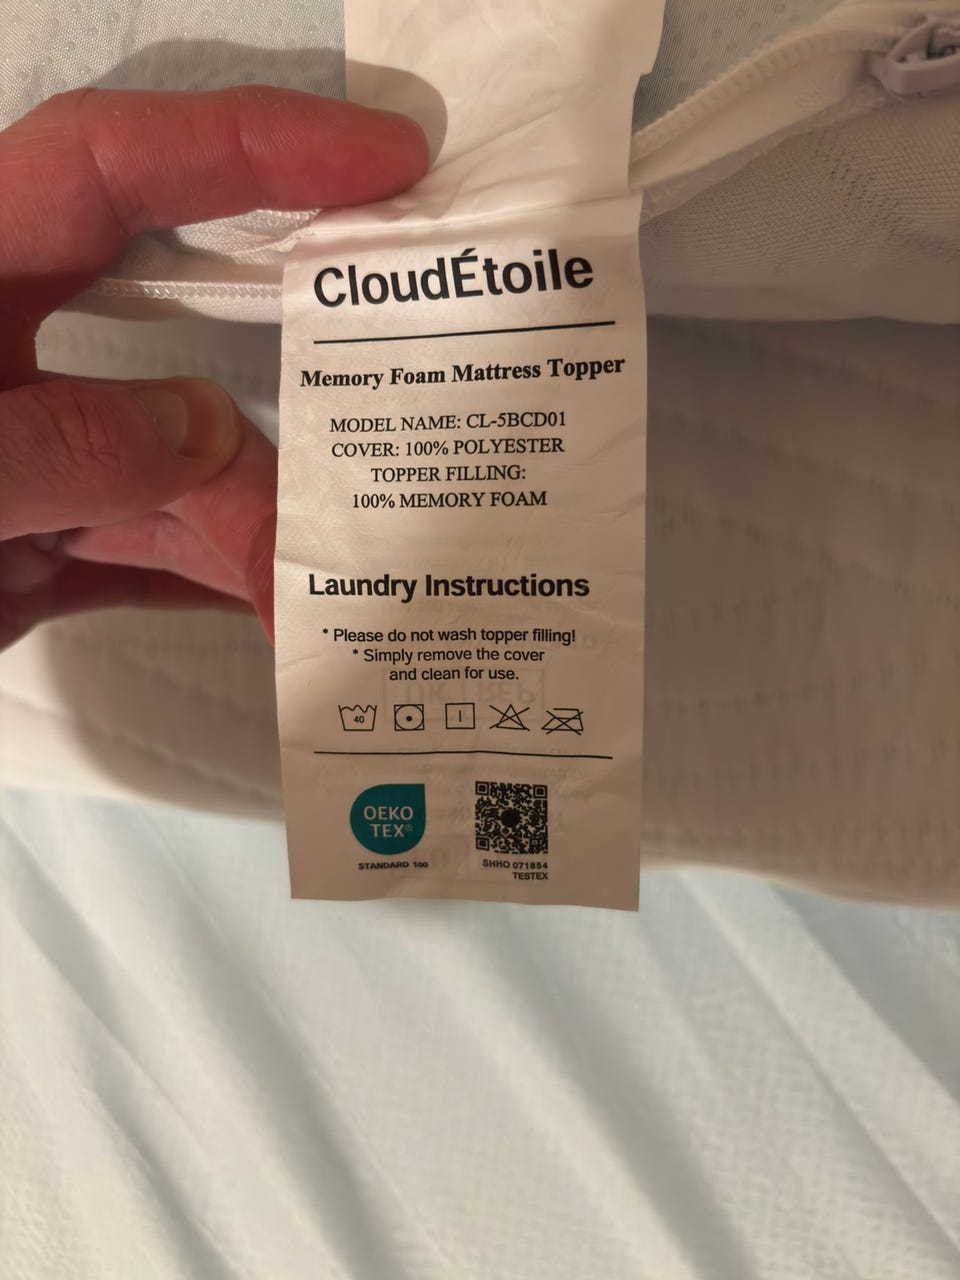 CloudÉtoile
Memory Foam Mattress Topper
MODEL NAME: CL-5BCD01
COVER: 100% POLYESTER
TOPPER FILLING:
100% MEMORY FOAM
Laundry Instructions
* Please do not wash topper filling!
* Simply remove the cover
and clean for use.
40
OEKO
TEX®
STANDARD 100
SHHO 071854
TESTEX